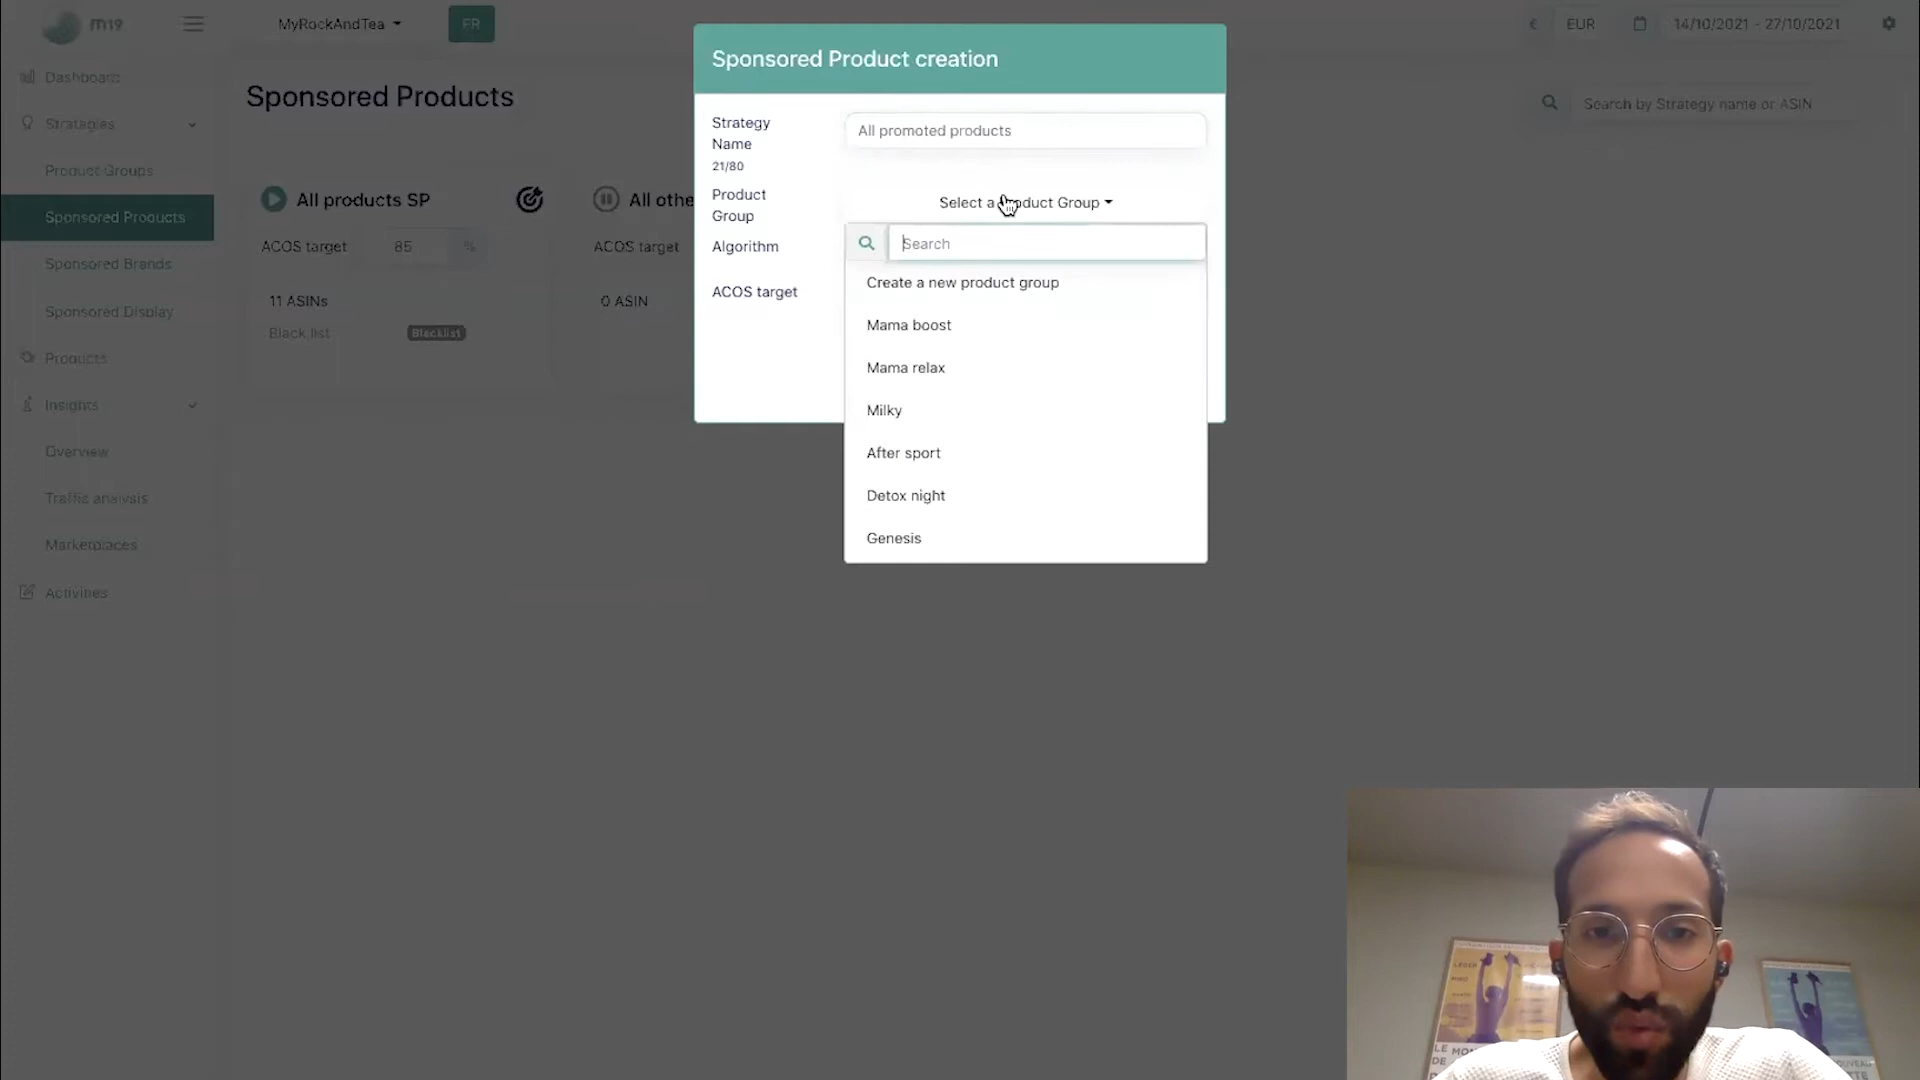 m19
MyRockAndTea
FR
EUR
14/10/2021 - 27/10/2021
Dashboard
Strategies
Product Groups
Sponsored Products
Sponsored Brands
Sponsored Display
Products
Insights
Overview
Traffic analysis
Marketplaces
Activities
Sponsored Products
Search by Strategy name or ASIN
All products SP
ACOS target
85
%
11 ASINs
Black list
Blacklist
All othe
ACOS target
0 ASIN
Sponsored Product creation
Strategy
Name
21/80
All promoted products
Product
Group
Select a Product Group
Algorithm
ACOS target
Search
Create a new product group
Mama boost
Mama relax
Milky
After sport
Detox night
Genesis